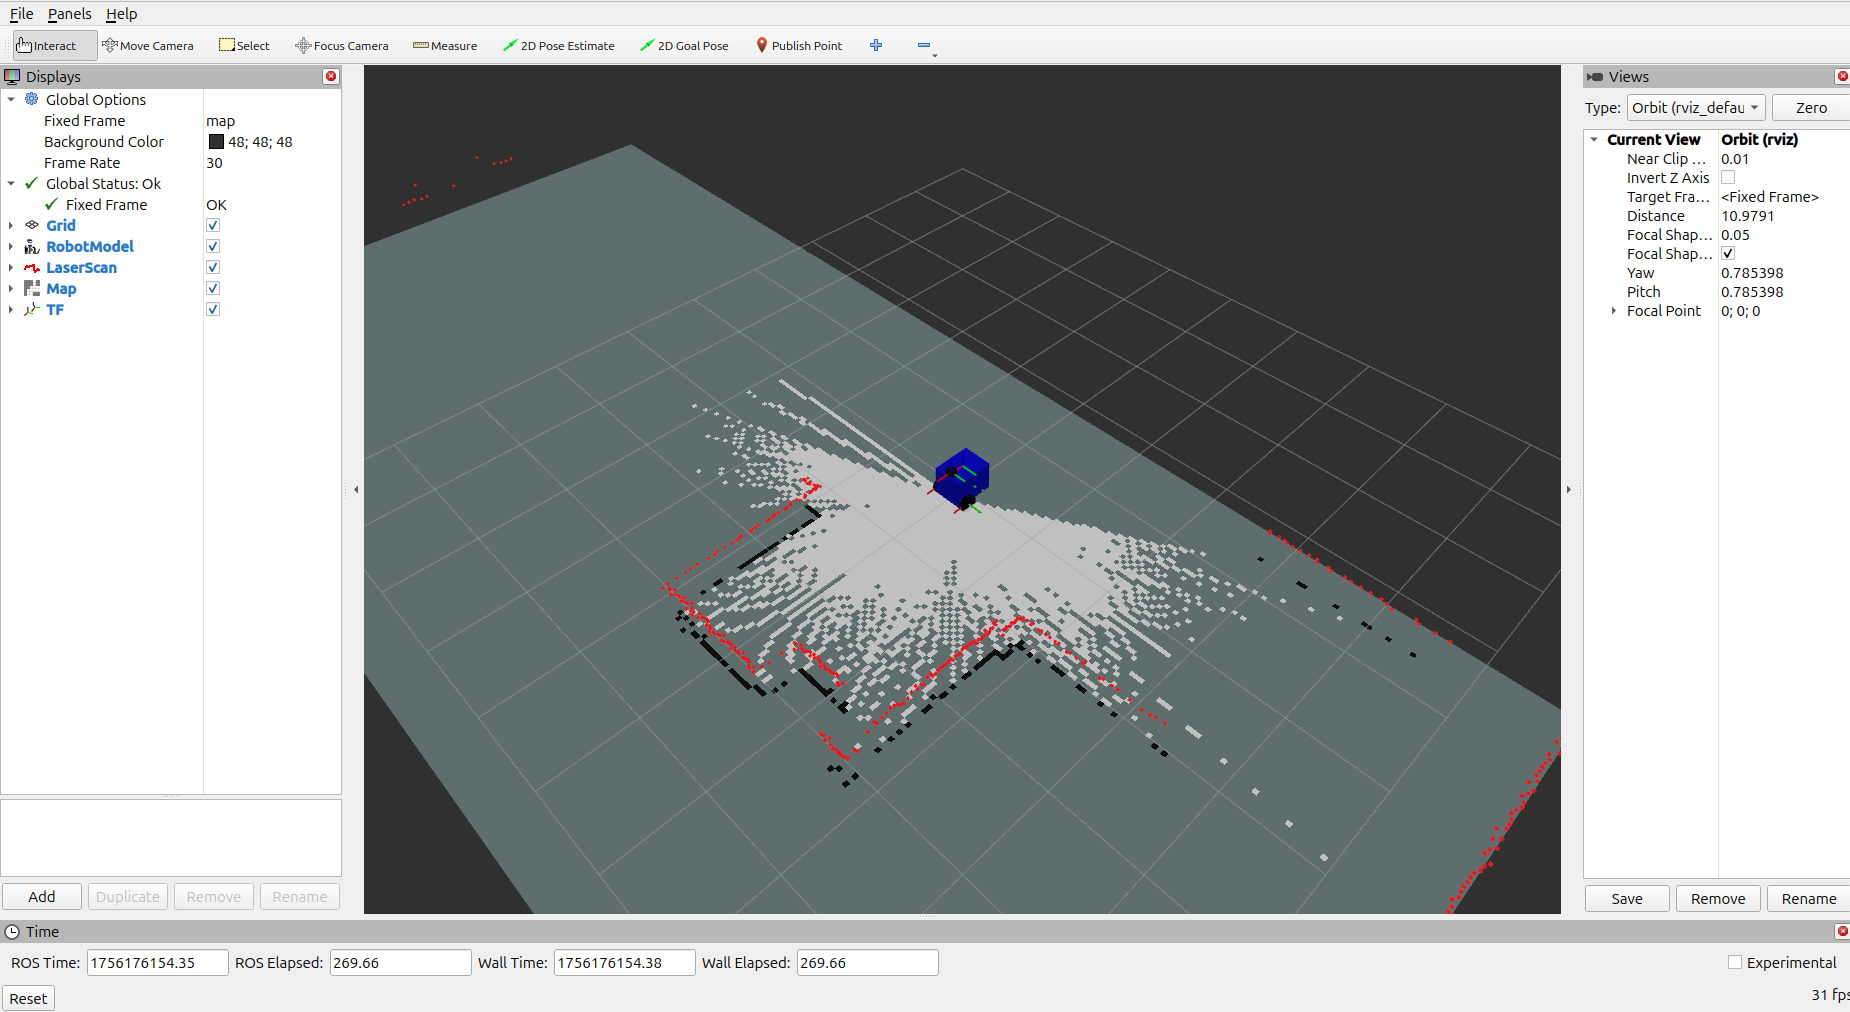 File Panels Help
Interact Move Camera Select Focus Camera Measure 2D Pose Estimate 2D Goal Pose Publish Point
Displays
Global Options
Fixed Frame map
Background Color 48; 48; 48
Frame Rate 30
Global Status: Ok
Fixed Frame OK
Grid
RobotModel
LaserScan
Map
TF
Add Duplicate Remove Rename
Views
Type: Orbit (rviz_defau Zero
Current View Orbit (rviz)
Near Clip ... 0.01
Invert Z Axis
Target Fra... <Fixed Frame>
Distance 10.9791
Focal Shap... 0.05
Focal Shap...
Yaw 0.785398
Pitch 0.785398
Focal Point 0; 0; 0
Save Remove Rename
Time
ROS Time: 1756176154.35 ROS Elapsed: 269.66 Wall Time: 1756176154.38 Wall Elapsed: 269.66 Experimental
Reset 31 fps